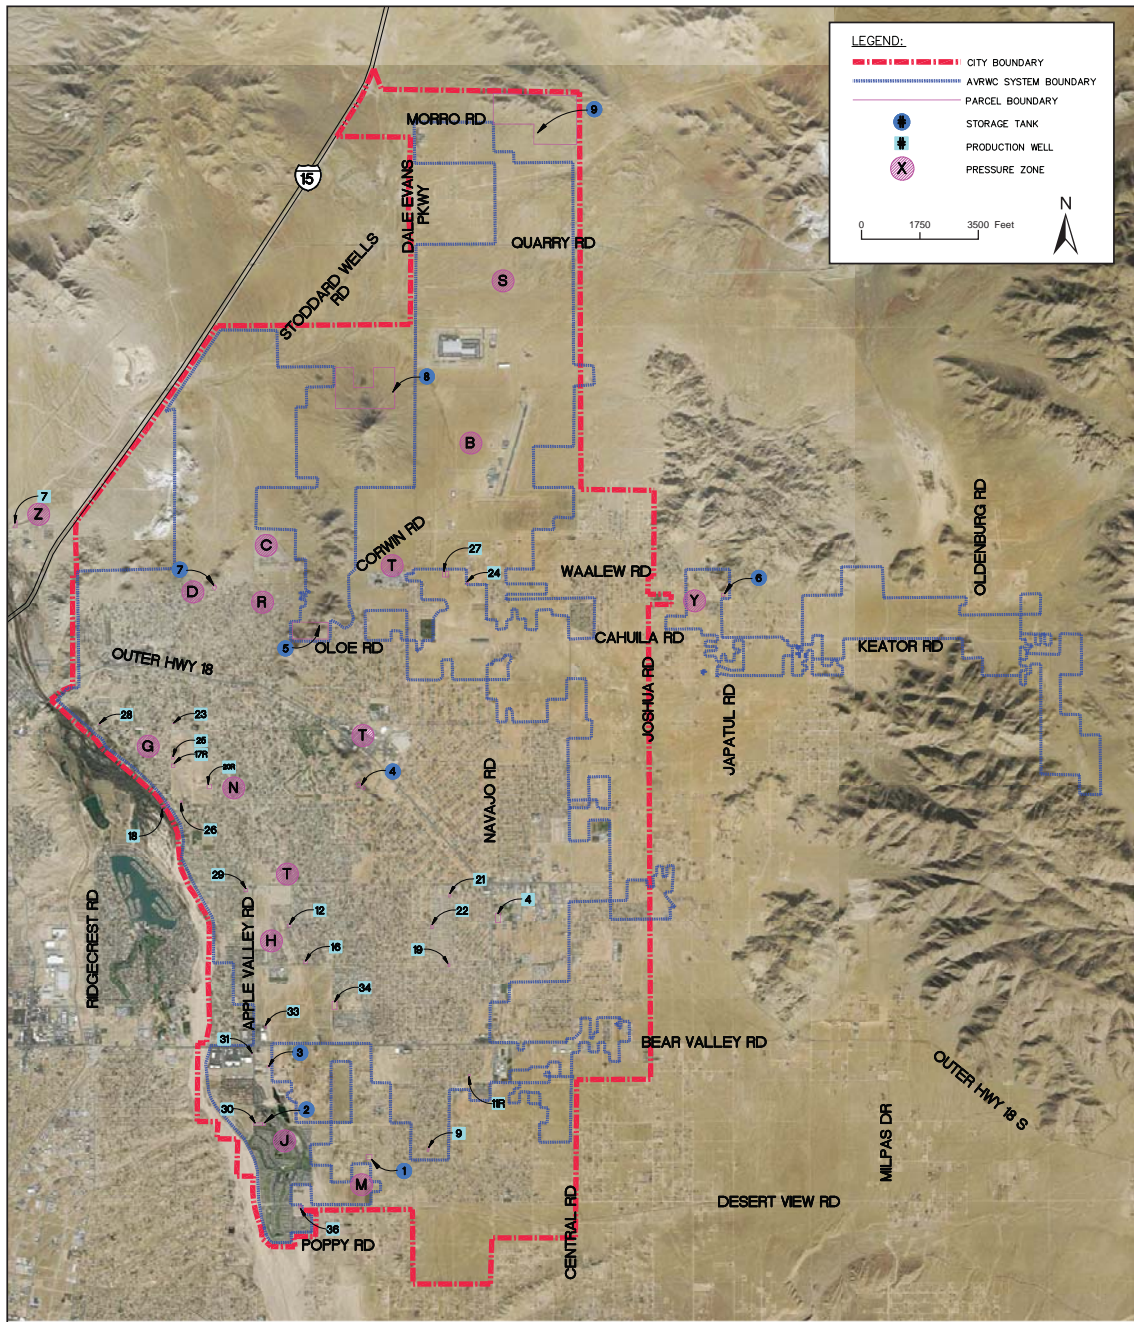 LEGEND:
CITY BOUNDARY
AVRWC SYSTEM BOUNDARY
PARCEL BOUNDARY
# STORAGE TANK
# PRODUCTION WELL
X PRESSURE ZONE
N
0 1750 3500 Feet
9
MORRO RD
15
DALE EVANS
PKWY
QUARRY RD
STODDARD WELLS
RD
S
8
B
7
Z
OLDENBURG RD
CORWIN RD
C
T
27
24
WAALEW RD
7
D
R
6
Y
5
OLOE RD
CAHUILA RD
KEATOR RD
OUTER HWY 18
JOSHUA RD
JAPATUL RD
28
23
G
25
17R
T
20R
N
4
NAVAJO RD
18
26
29
T
21
RIDGECREST RD
APPLE VALLEY RD
12
22
4
H
16
19
34
33
31
3
BEAR VALLEY RD
OUTER HWY 18 S
11R
30
2
J
9
MILPAS DR
1
M
CENTRAL RD
DESERT VIEW RD
36
POPPY RD